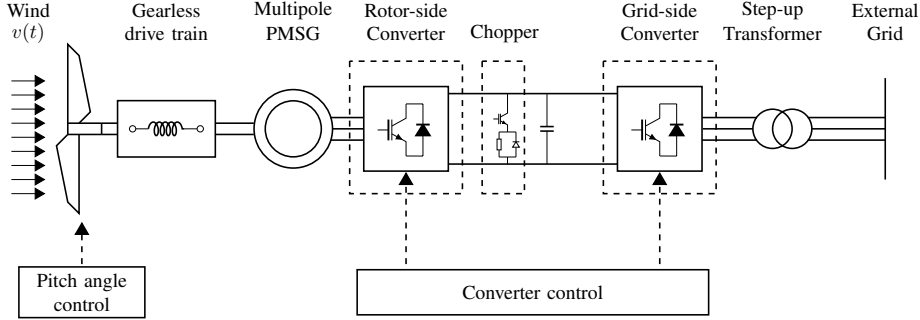 Wind
v(t)
Gearless
drive train
Multipole
PMSG
Rotor-side
Converter
Chopper
Grid-side
Converter
Step-up
Transformer
External
Grid
Pitch angle
control
Converter control